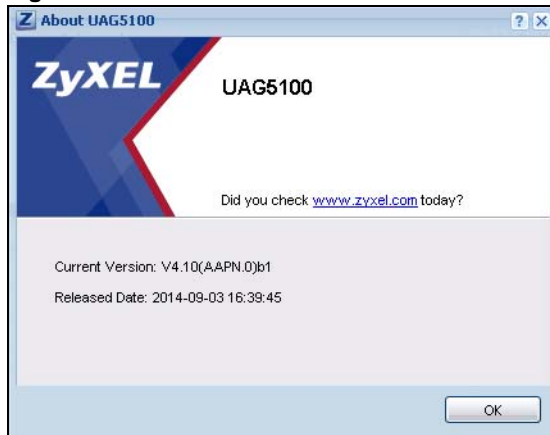 Z About UAG5100
? X
ZyXEL
UAG5100
Did you check www.zyxel.com today?
Current Version: V4.10(AAPN.0)b1
Released Date: 2014-09-03 16:39:45
OK